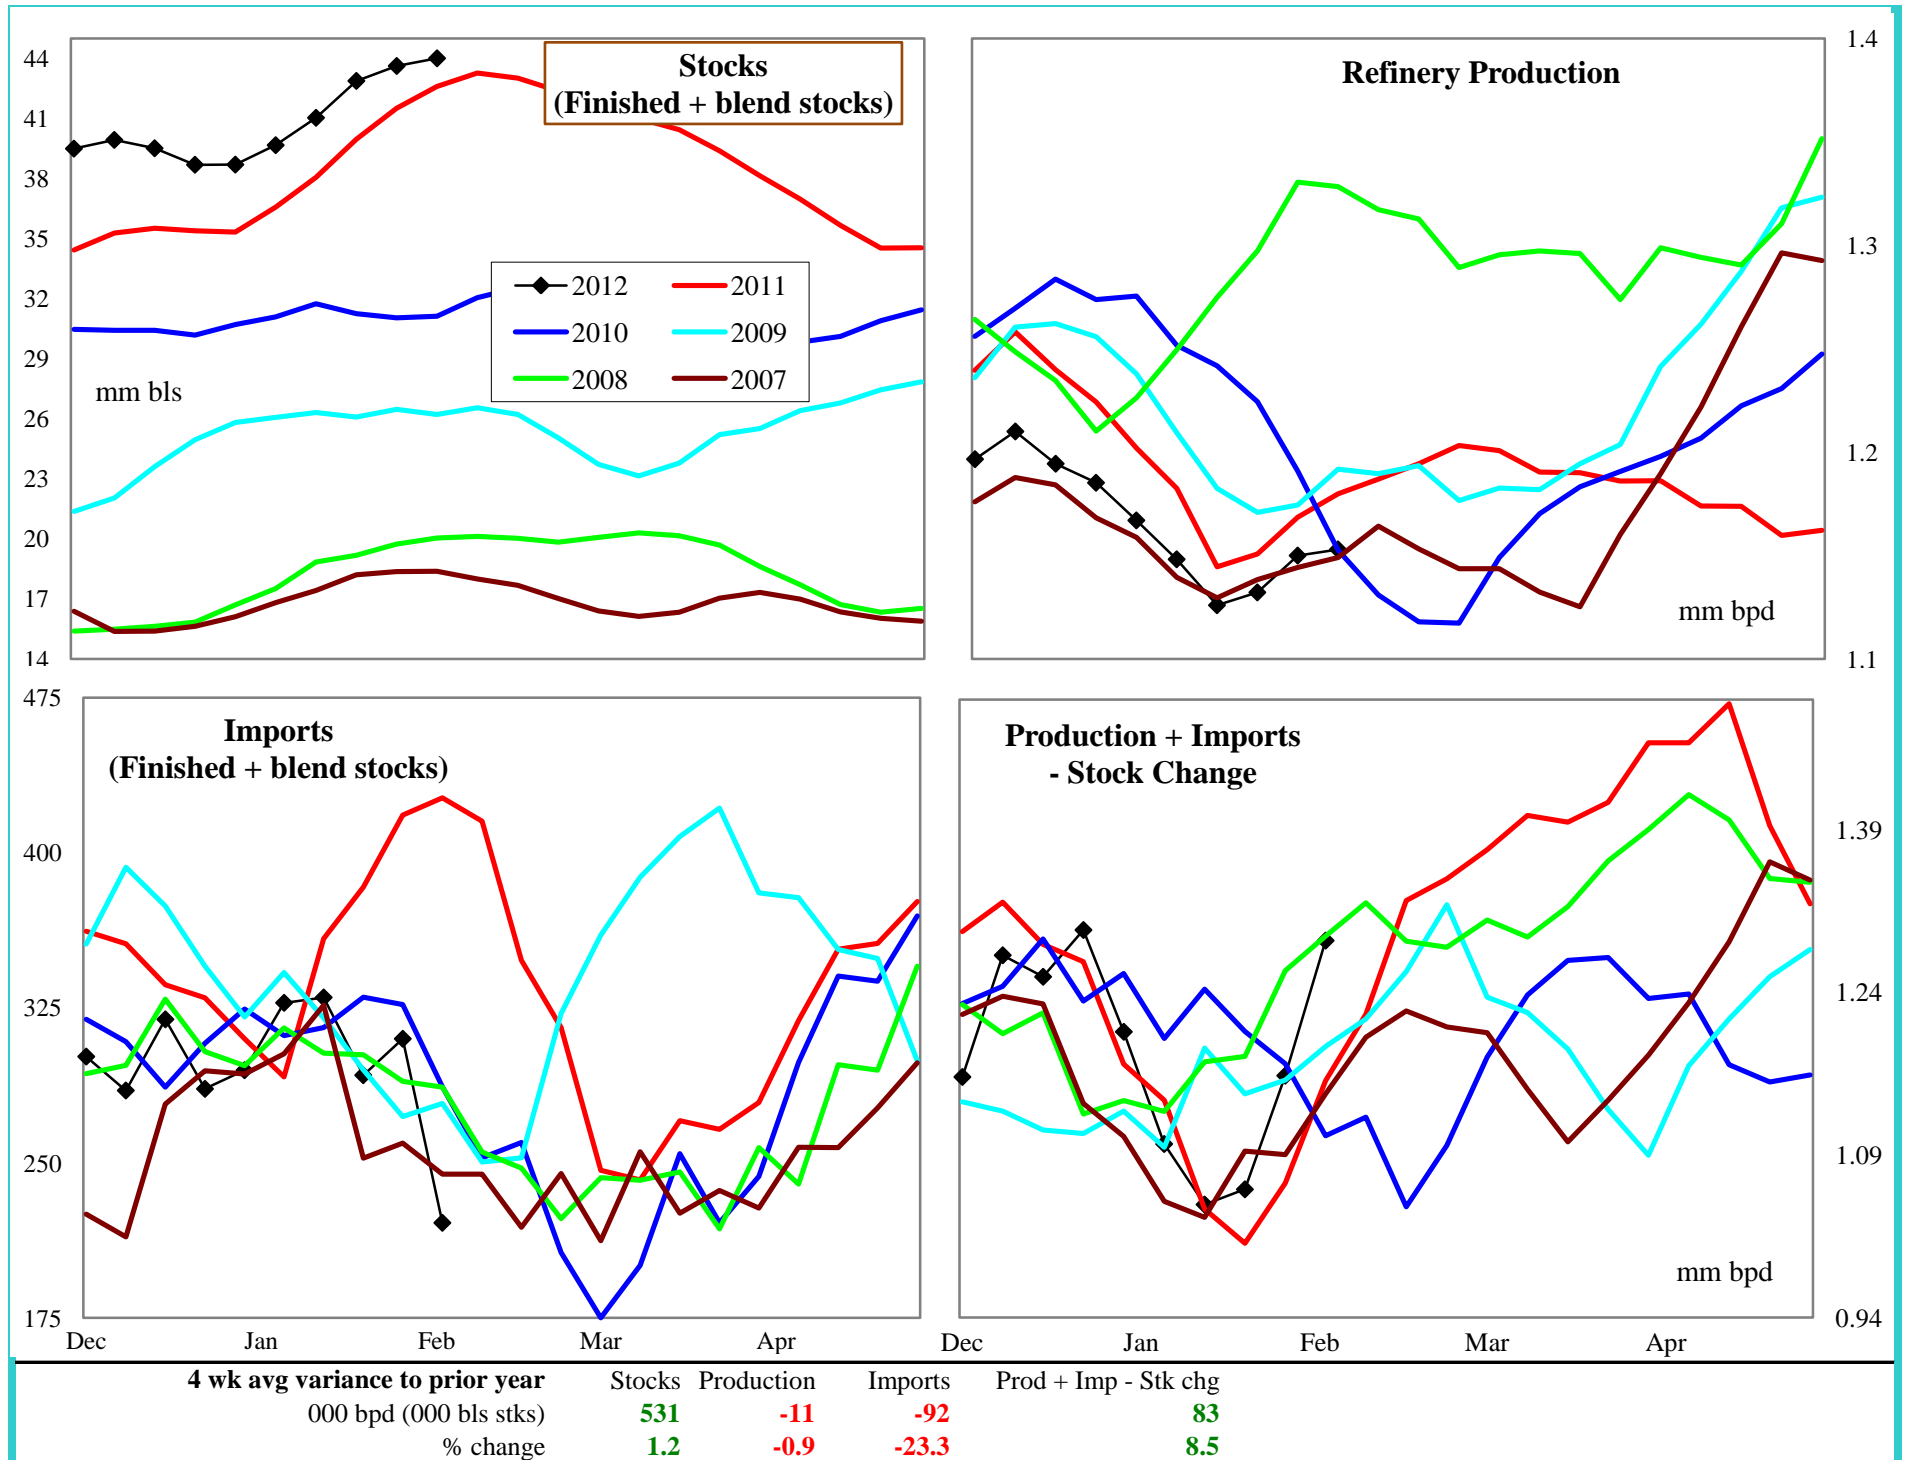 Stocks
(Finished + blend stocks)
44
41
38
35
32
29
26
23
20
17
14
mm bls
2012
2011
2010
2009
2008
2007
Refinery Production
1.4
1.3
1.2
1.1
mm bpd
Imports
(Finished + blend stocks)
475
400
325
250
175
Dec Jan Feb Mar Apr
Production + Imports
- Stock Change
1.39
1.24
1.09
0.94
mm bpd
Dec Jan Feb Mar Apr
4 wk avg variance to prior year Stocks Production Imports Prod + Imp - Stk chg
000 bpd (000 bls stks) 531 -11 -92 83
% change 1.2 -0.9 -23.3 8.5